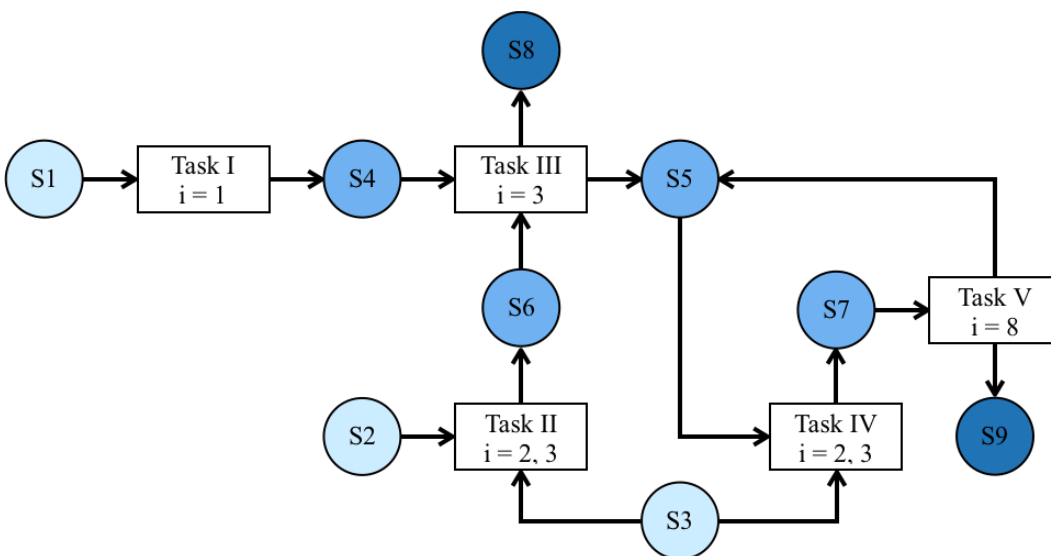 S8
S1
Task I
i = 1
S4
Task III
i = 3
S5
S6
S7
Task V
i = 8
S2
Task II
i = 2, 3
Task IV
i = 2, 3
S9
S3